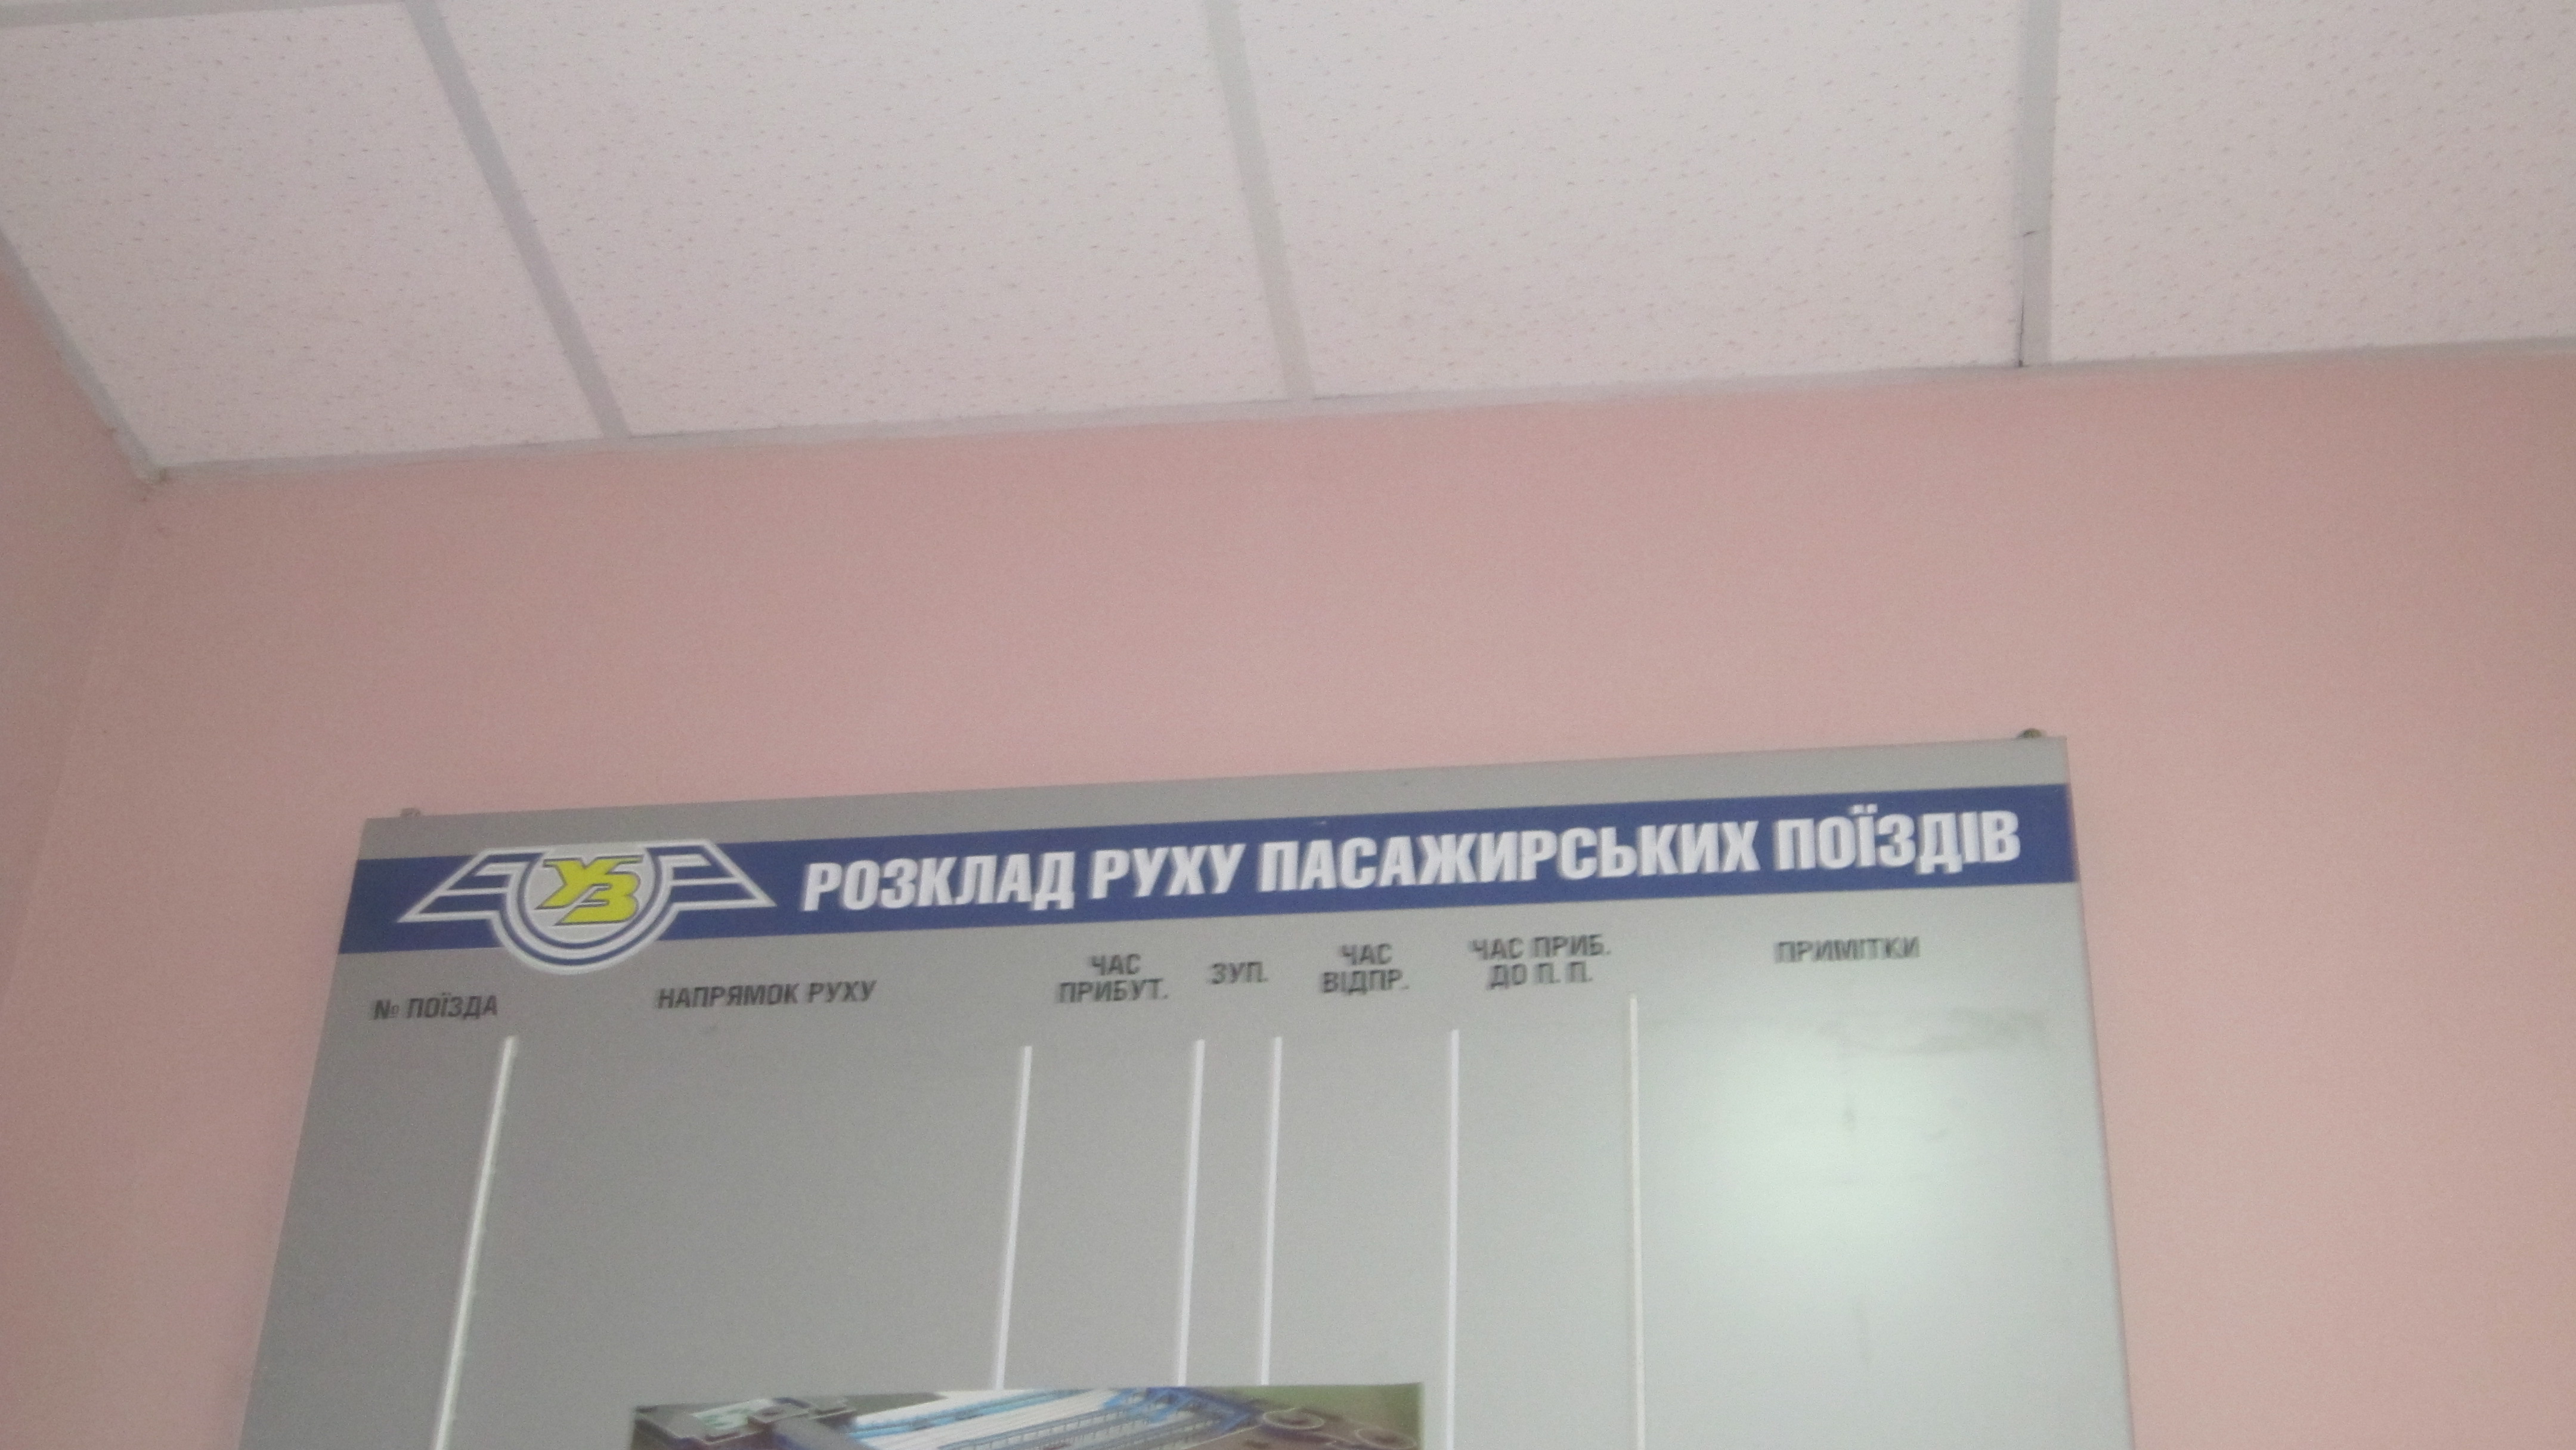 УЗ
РОЗКЛАД РУХУ ПАСАЖИРСЬКИХ ПОЇЗДІВ
№ ПОЇЗДА
НАПРЯМОК РУХУ
ЧАС
ПРИБУТ.
ЗУП.
ЧАС
ВІДПР.
ЧАС ПРИБ.
ДО П. П.
ПРИМІТКИ